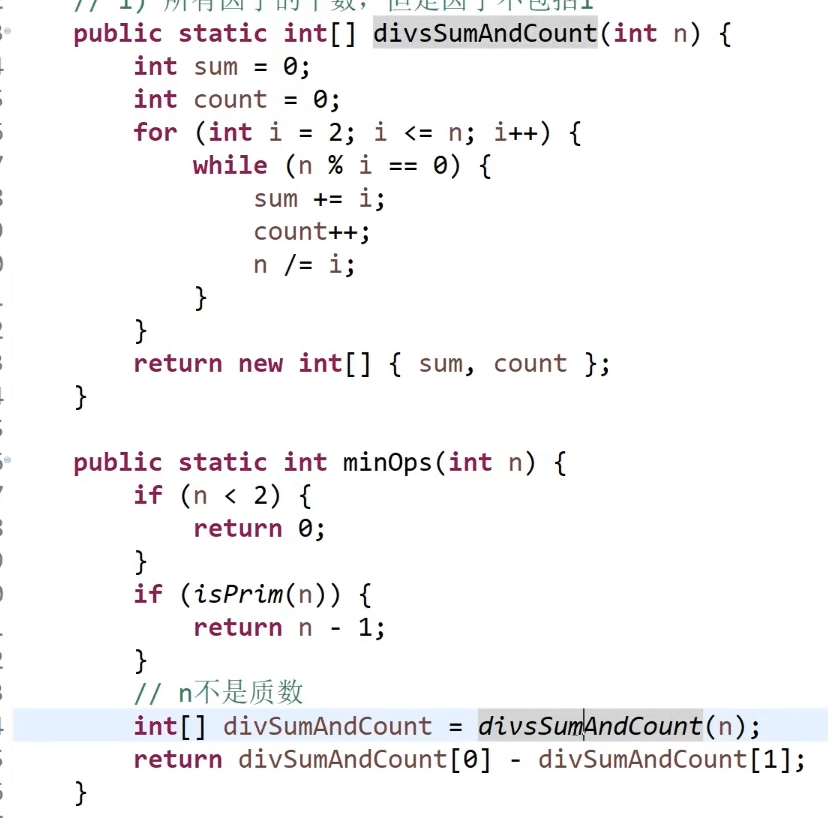 // 1) 所有因子的个数，但是因子不包括1
public static int[] divsSumAndCount(int n) {
int sum = 0;
int count = 0;
for (int i = 2; i <= n; i++) {
while (n % i == 0) {
sum += i;
count++;
n /= i;
}
}
return new int[] { sum, count };
}
public static int minOps(int n) {
if (n < 2) {
return 0;
}
if (isPrim(n)) {
return n - 1;
}
// n不是质数
int[] divSumAndCount = divsSumAndCount(n);
return divSumAndCount[0] - divSumAndCount[1];
}